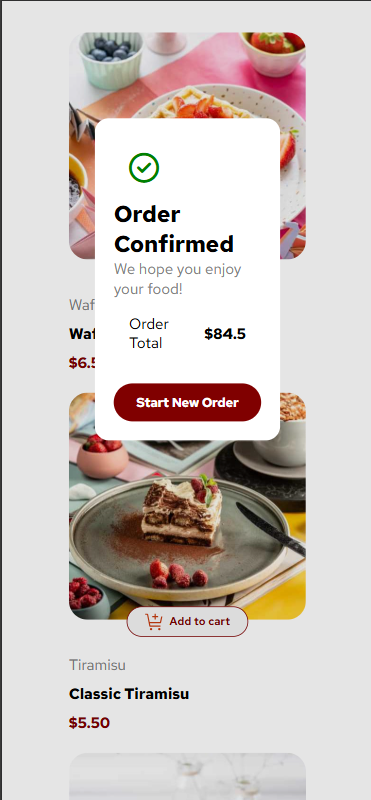 Order
Confirmed
We hope you enjoy
your food!
Order
Total
$84.5
Start New Order
Waf
Waf
$6.5
Add to cart
Tiramisu
Classic Tiramisu
$5.50